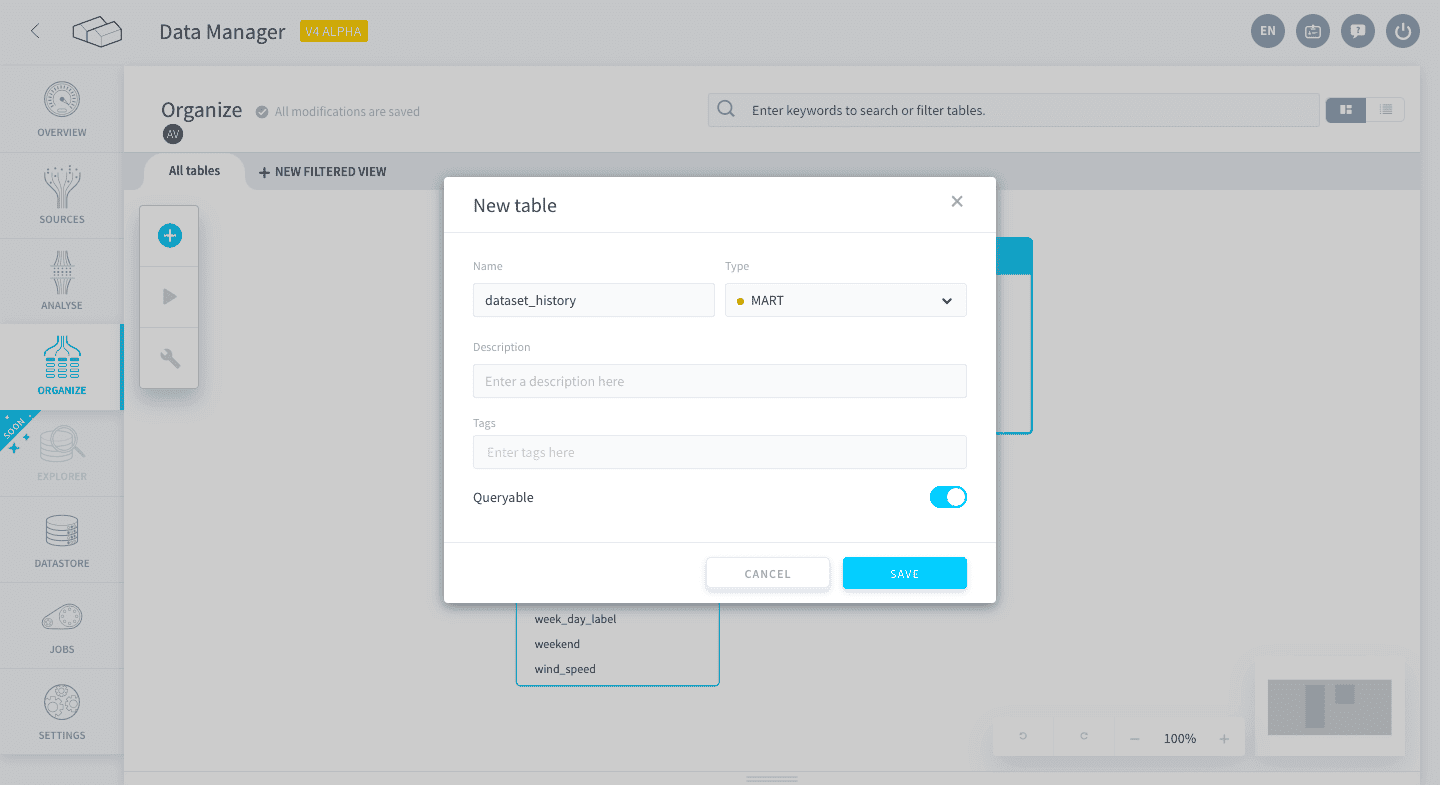 Data Manager
V4 ALPHA
EN
OVERVIEW
SOURCES
ANALYSE
ORGANIZE
SOON
EXPLORER
DATASTORE
JOBS
SETTINGS
Organize
All modifications are saved
AV
Enter keywords to search or filter tables.
All tables
+ NEW FILTERED VIEW
New table
Name
Type
dataset_history
MART
Description
Enter a description here
Tags
Enter tags here
Queryable
CANCEL
SAVE
week_day_label
weekend
wind_speed
100%